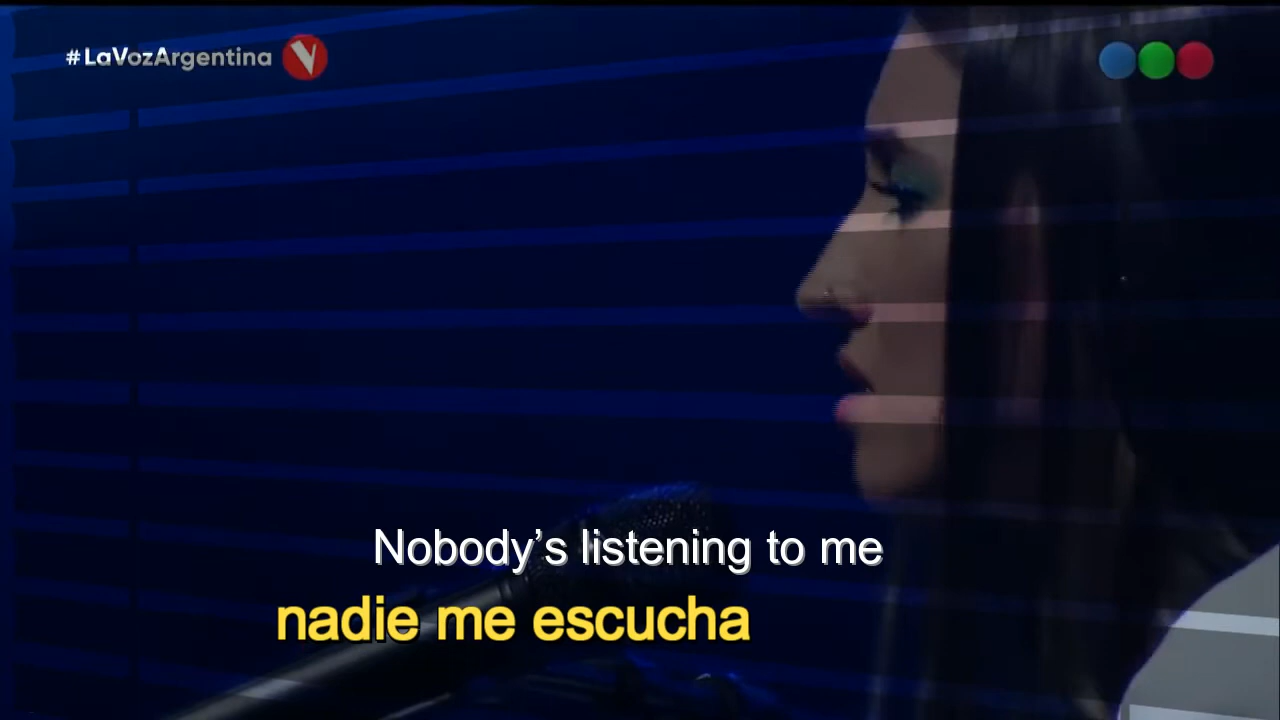 #LaVozArgentina
Nobody’s listening to me
nadie me escucha